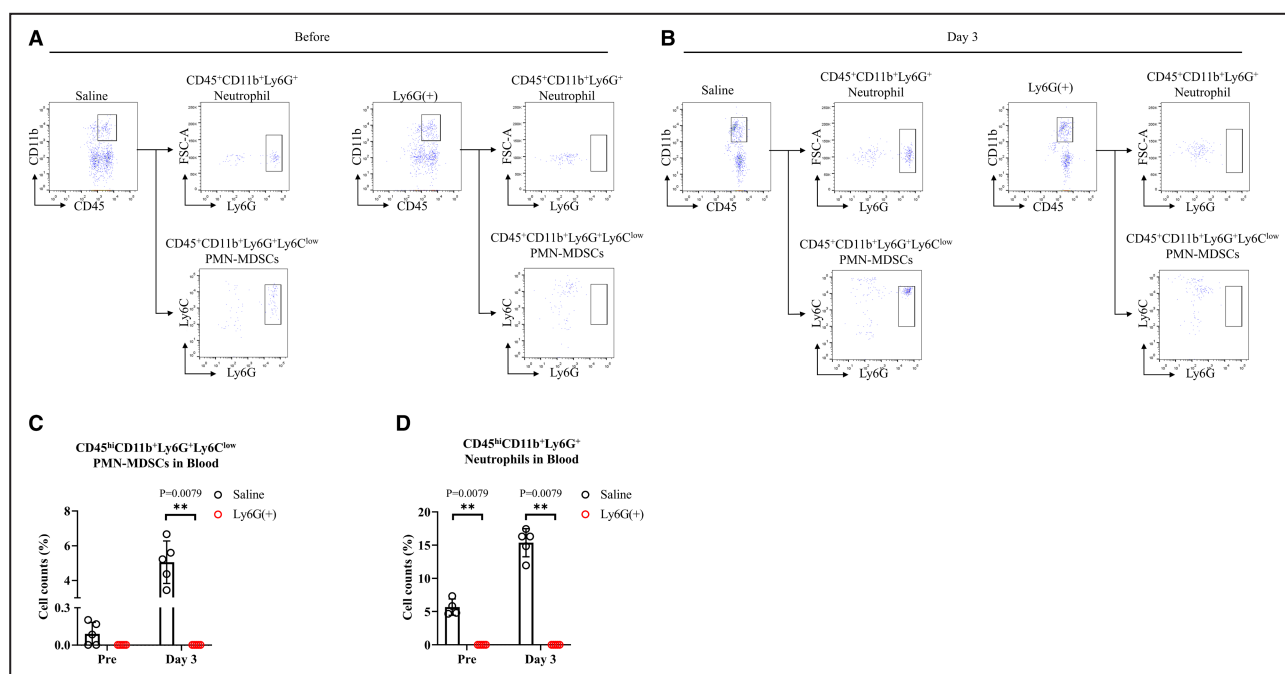 A
Before
B
Day 3
CD45⁺CD11b⁺Ly6G⁺
Neutrophil
Saline
CD11b
CD45
FSC-A
Ly6G
CD45⁺CD11b⁺Ly6G⁺
Neutrophil
Ly6G(+)
CD11b
CD45
FSC-A
Ly6G
CD45⁺CD11b⁺Ly6G⁺
Neutrophil
Saline
CD11b
CD45
FSC-A
Ly6G
CD45⁺CD11b⁺Ly6G⁺
Neutrophil
Ly6G(+)
CD11b
CD45
FSC-A
Ly6G
CD45⁺CD11b⁺Ly6G⁺Ly6Cˡᵒʷ
PMN-MDSCs
Ly6C
Ly6G
CD45⁺CD11b⁺Ly6G⁺Ly6Cˡᵒʷ
PMN-MDSCs
Ly6C
Ly6G
CD45⁺CD11b⁺Ly6G⁺Ly6Cˡᵒʷ
PMN-MDSCs
Ly6C
Ly6G
CD45⁺CD11b⁺Ly6G⁺Ly6Cˡᵒʷ
PMN-MDSCs
Ly6C
Ly6G
C
CD45ʰⁱCD11b⁺Ly6G⁺Ly6Cˡᵒʷ
PMN-MDSCs in Blood
P=0.0079
**
Saline
Ly6G(+)
Cell counts (%)
8
6
4
0.3
0.0
Pre
Day 3
D
CD45ʰⁱCD11b⁺Ly6G⁺
Neutrophils in Blood
P=0.0079
**
P=0.0079
**
Saline
Ly6G(+)
Cell counts (%)
20
15
10
5
0
Pre
Day 3